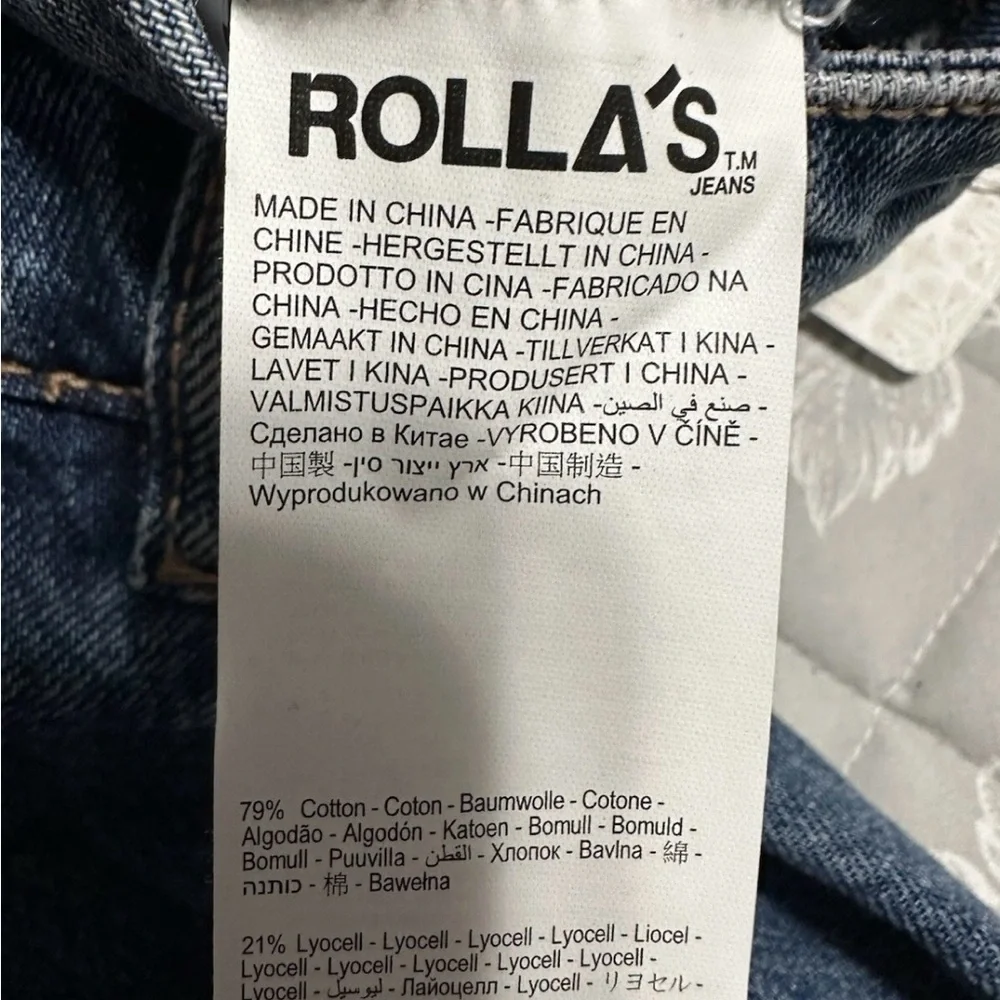 ROLLA'S
T.M
JEANS
MADE IN CHINA -FABRIQUE EN
CHINE -HERGESTELLT IN CHINA -
PRODOTTO IN CINA -FABRICADO NA
CHINA -HECHO EN CHINA -
GEMAAKT IN CHINA -TILLVERKAT I KINA -
LAVET I KINA -PRODUSERT I CHINA -
VALMISTUSPAIKKA KIINA -صنع في الصين -
Сделано в Китае -VYROBENO V ČÍNĚ -
中国製 -ארץ ייצור סין -中国制造 -
Wyprodukowano w Chinach
79% Cotton - Coton - Baumwolle - Cotone -
Algodão - Algodón - Katoen - Bomull - Bomuld -
Bomull - Puuvilla - القطن - Хлопок - Bavlna - 綿 -
כותנה - 棉 - Bawełna
21% Lyocell - Lyocell - Lyocell - Lyocell - Liocel -
Lyocell - Lyocell - Lyocell - Lyocell - Lyocell -
Lyocell - ليوسيل - Лайоцелл - Lyocell - リヨセル -